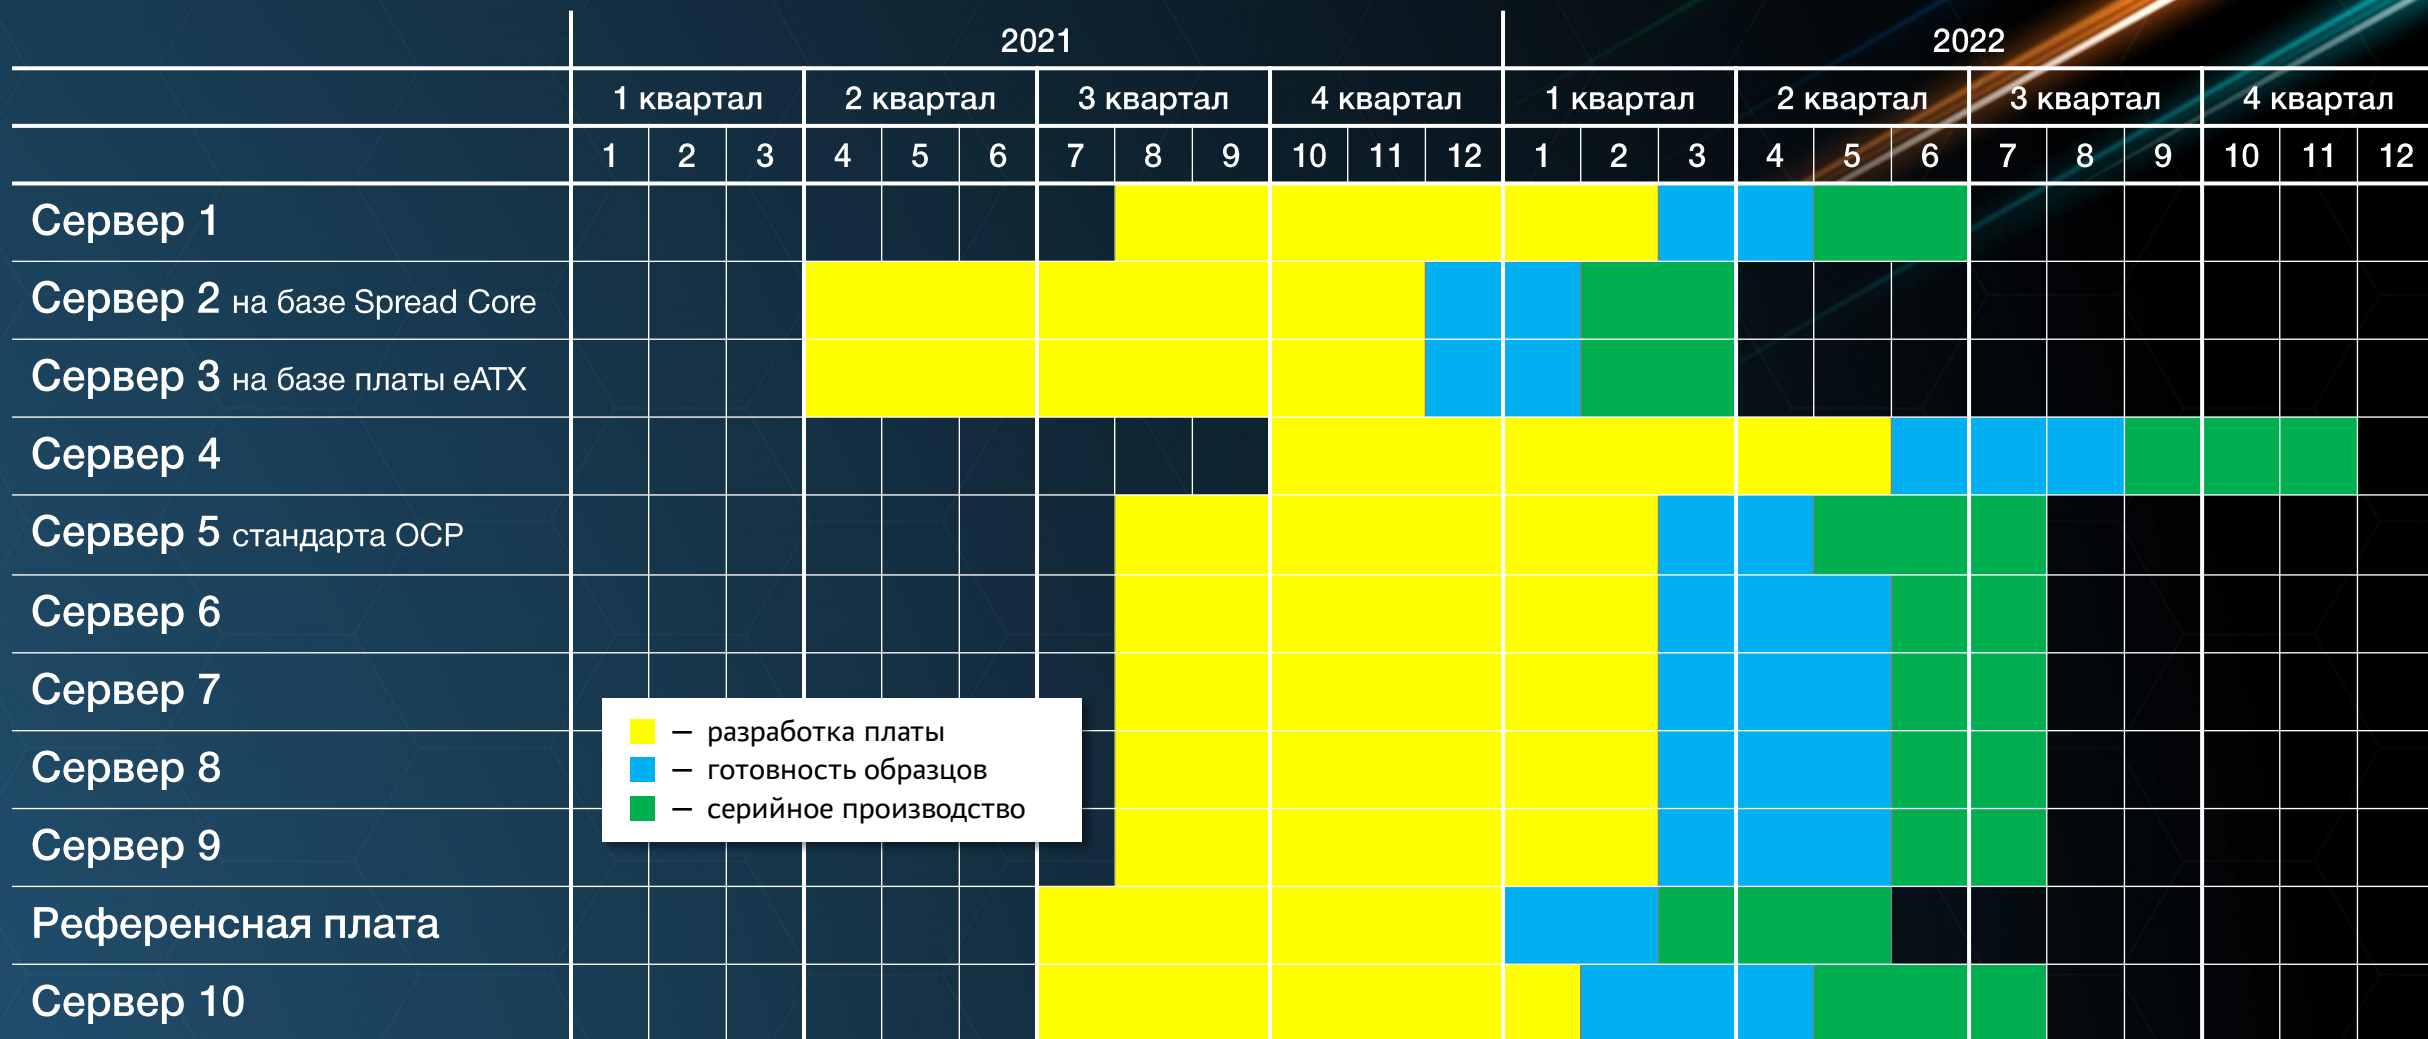 2021 2022
1 квартал 2 квартал 3 квартал 4 квартал 1 квартал 2 квартал 3 квартал 4 квартал
1 2 3 4 5 6 7 8 9 10 11 12 1 2 3 4 5 6 7 8 9 10 11 12
Сервер 1
Сервер 2 на базе Spread Core
Сервер 3 на базе платы eATX
Сервер 4
Сервер 5 стандарта OCP
Сервер 6
Сервер 7
Сервер 8
Сервер 9
Референсная плата
Сервер 10
– разработка платы
– готовность образцов
– серийное производство